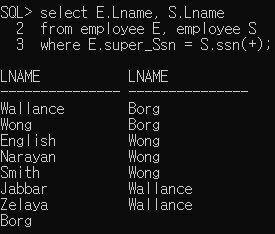 SQL> select E.Lname, S.Lname
2 from employee E, employee S
3 where E.super_Ssn = S.ssn(+);
LNAME LNAME
--------------- ---------------
Wallance Borg
Wong Borg
English Wong
Narayan Wong
Smith Wong
Jabbar Wallance
Zelaya Wallance
Borg